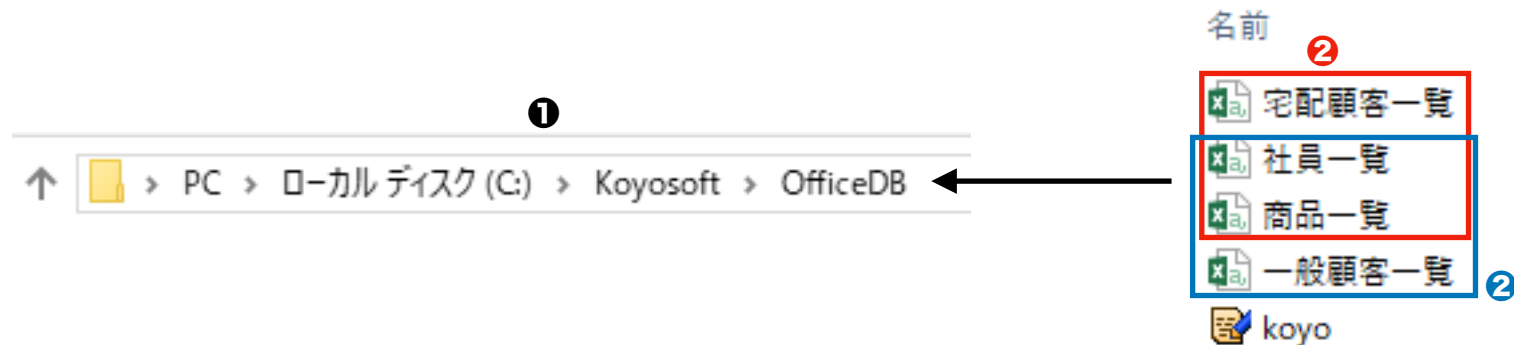 ❶
PC > ローカル ディスク (C:) > Koyosoft > OfficeDB
名前
❷
宅配顧客一覧
社員一覧
商品一覧
一般顧客一覧
❷
koyo